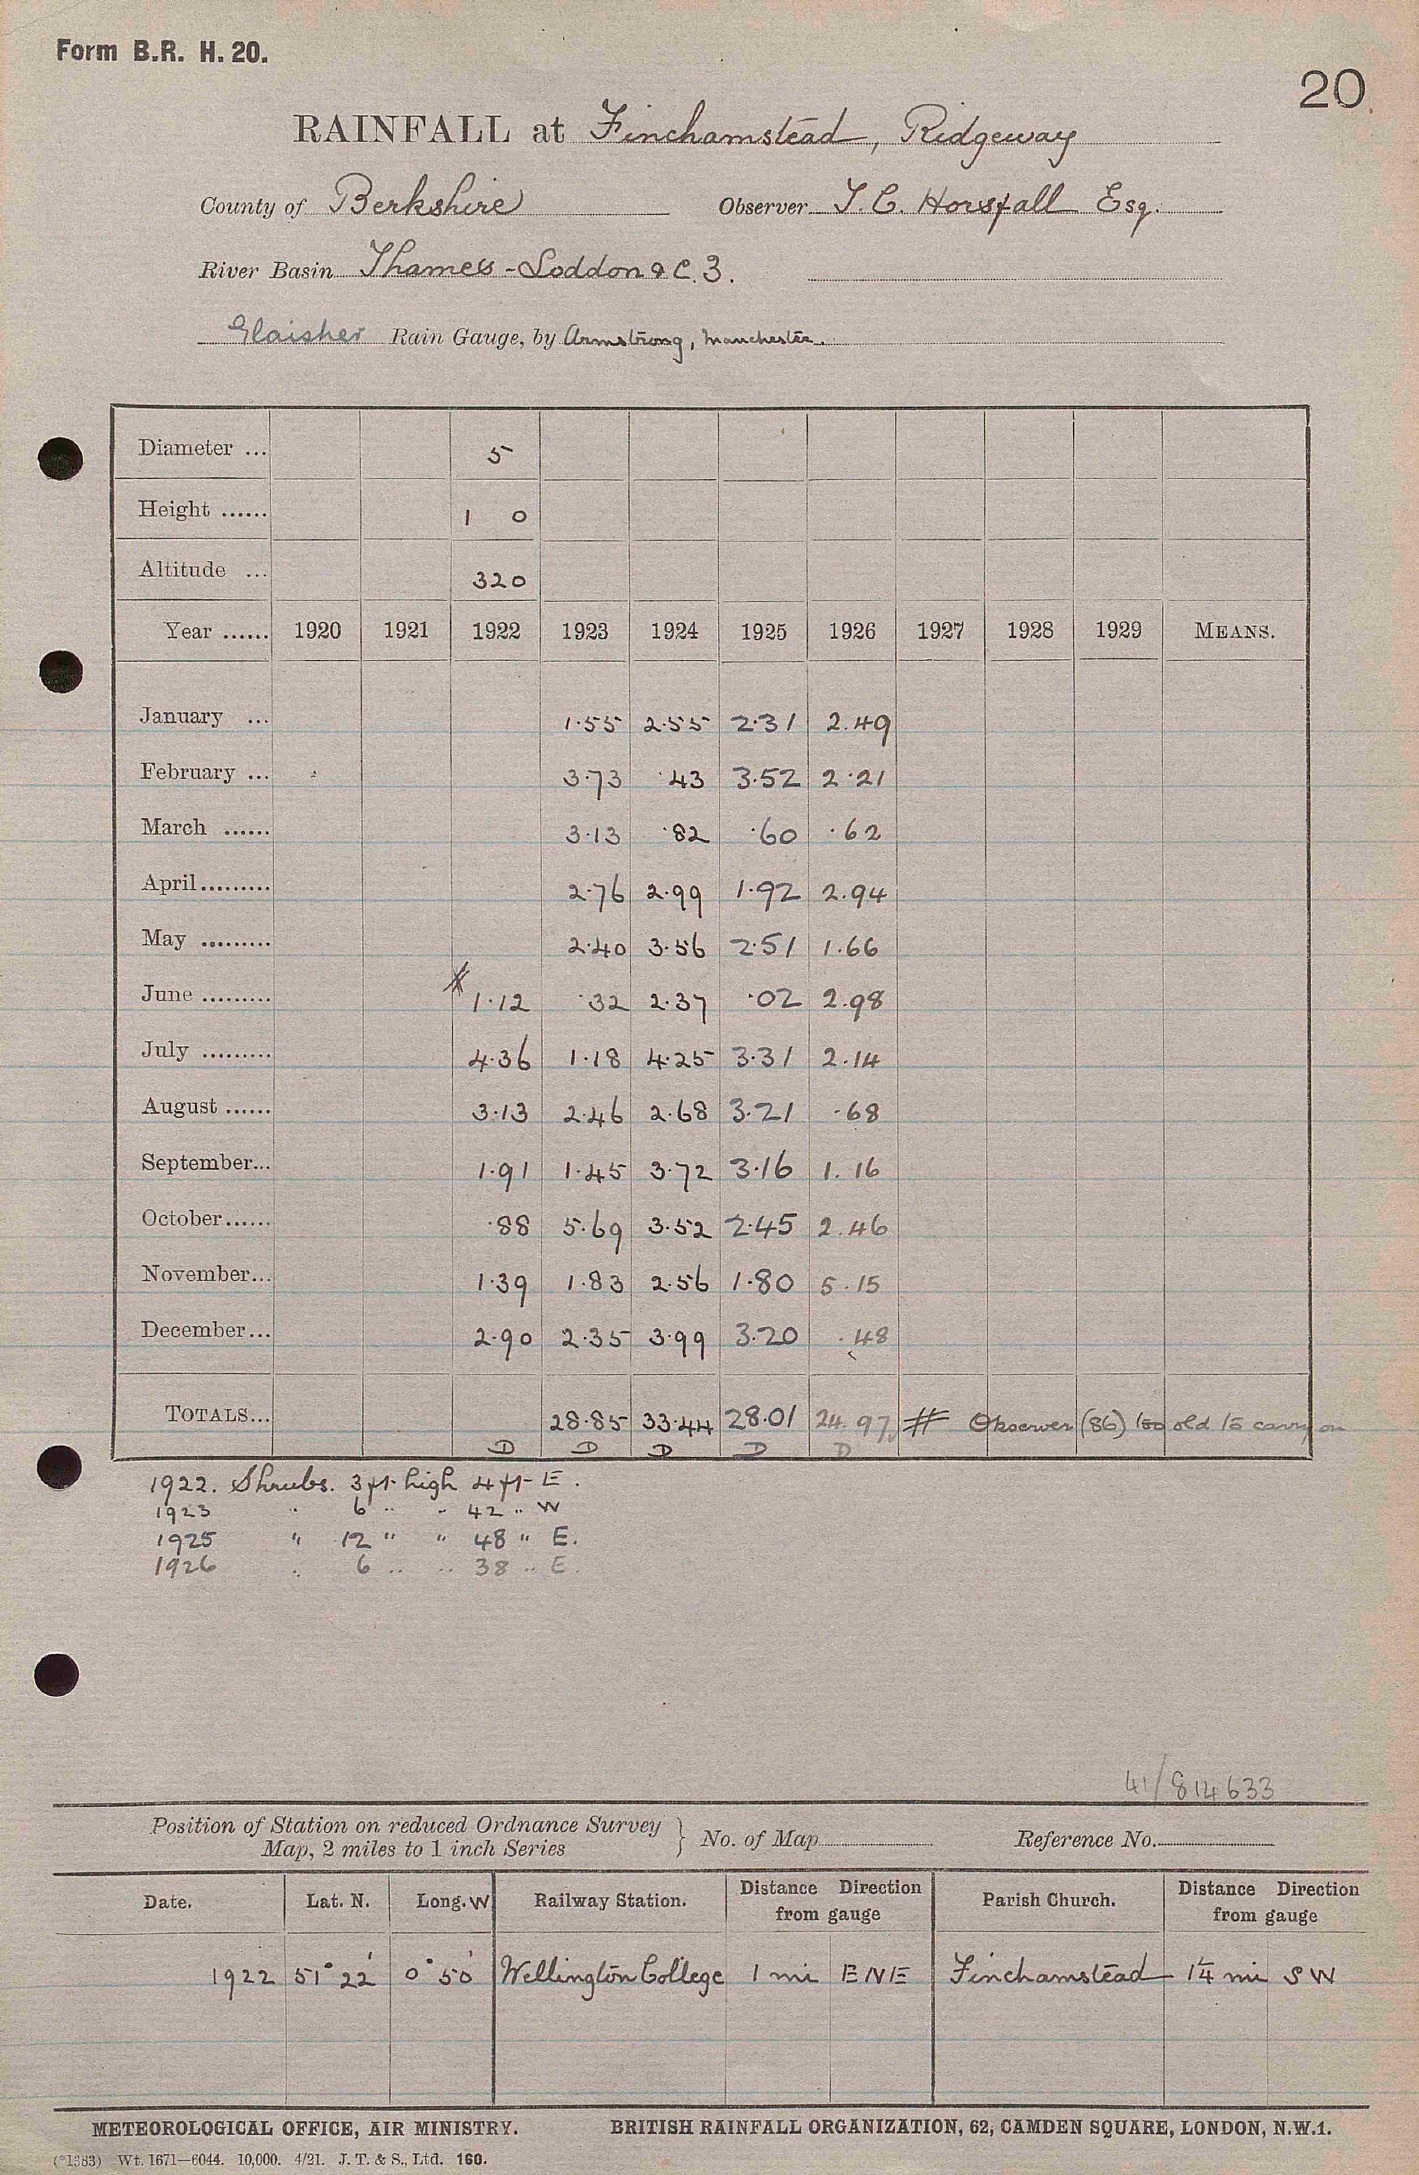 Form B.R. H. 20.
20
RAINFALL at Finchamstead, Ridgeway
County of Berkshire Observer T. C. Horsfall Esq.
River Basin Thames - Loddon & C. 3.
Glaisher Rain Gauge, by Armstrong, Manchester.
Diameter ... 5
Height ...... 1 0
Altitude ... 320
Year ...... 1920 1921 1922 1923 1924 1925 1926 1927 1928 1929 MEANS.
January ... 1.55 2.55 2.31 2.49
February ... 3.73 .43 3.52 2.21
March ...... 3.13 .82 .60 .62
April......... 2.76 2.99 1.92 2.94
May ......... 2.40 3.56 2.51 1.66
June ......... 1.12 .32 2.37 .02 2.98
July ......... 4.36 1.18 4.25 3.31 2.14
August ...... 3.13 2.46 2.68 3.21 .68
September... 1.91 1.45 3.72 3.16 1.16
October...... .88 5.69 3.52 2.45 2.46
November... 1.39 1.83 2.56 1.80 5.15
December... 2.90 2.35 3.99 3.20 .48
TOTALS... 28.85 33.44 28.01 24.97 # Observer (86) too old to carry on
D D D D D
1922. Shrubs. 3 ft high 4 ft E.
1923 " 6 " " 42 " W
1925 " 12 " " 48 " E.
1926 " 6 " " 38 " E.
41/814633
Position of Station on reduced Ordnance Survey Map, 2 miles to 1 inch Series } No. of Map Reference No.
Date. Lat. N. Long. W Railway Station. Distance Direction from gauge Parish Church. Distance Direction from gauge
1922 51° 22' 0° 50' Wellington College 1 mi ENE Finchamstead 1¼ mi SW
METEOROLOGICAL OFFICE, AIR MINISTRY. BRITISH RAINFALL ORGANIZATION, 62, CAMDEN SQUARE, LONDON, N.W.1.
(*1383) Wt. 1671—6044. 10,000. 4/21. J. T. & S., Ltd. 160.